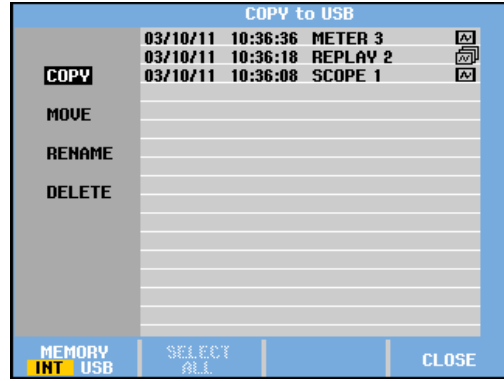 COPY to USB
03/10/11 10:36:36 METER 3
03/10/11 10:36:18 REPLAY 2
03/10/11 10:36:08 SCOPE 1
COPY
MOVE
RENAME
DELETE
MEMORY
INT USB
SELECT
ALL
CLOSE